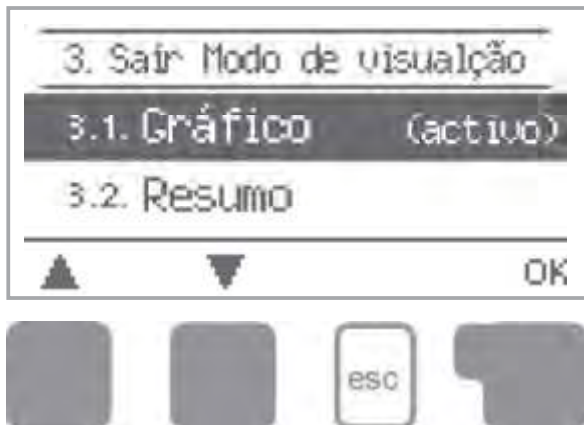 3. Sair Modo de visualção
3.1. Gráfico (activo)
3.2. Resumo
OK
esc